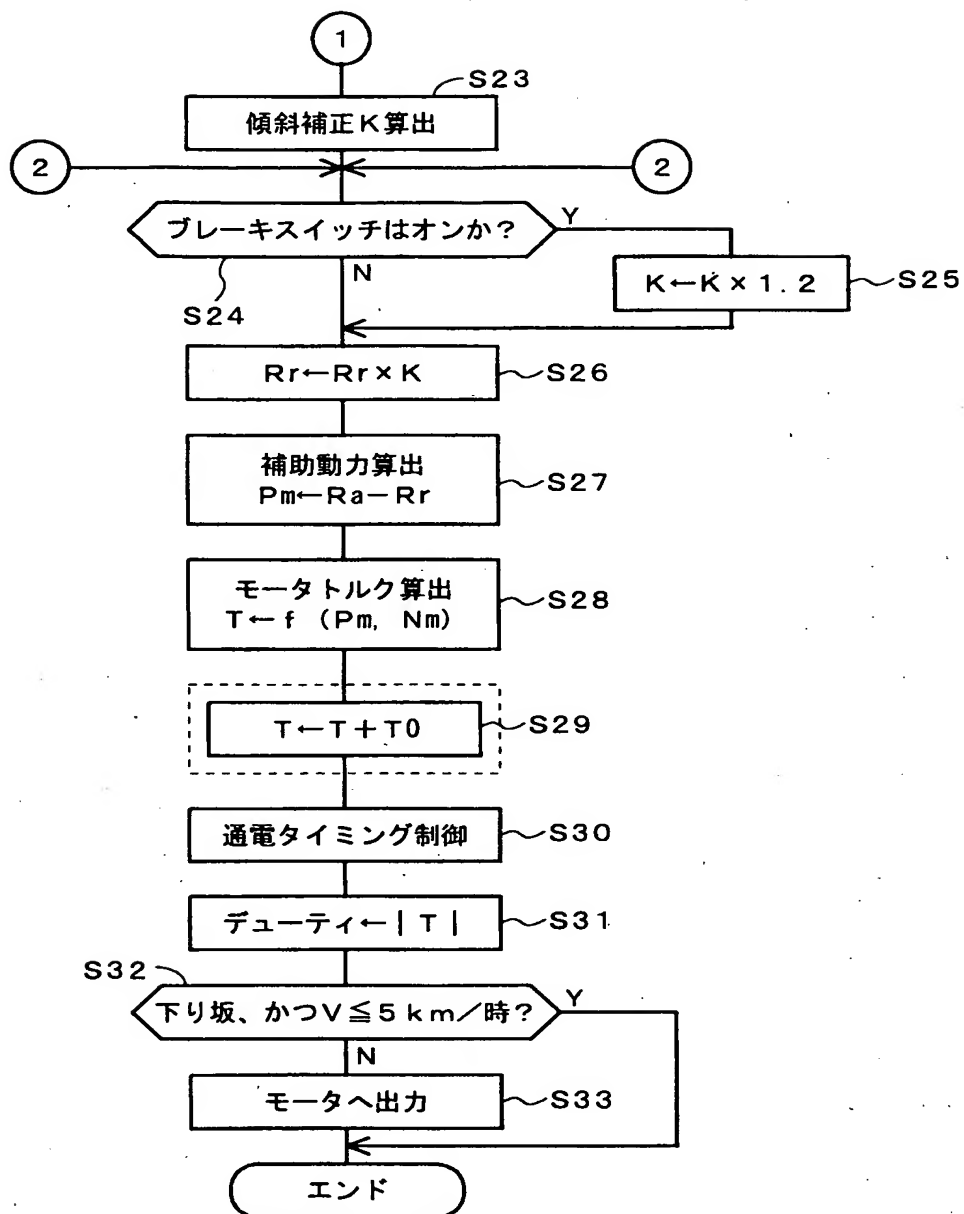 1
S23
傾斜補正K算出
2
2
ブレーキスイッチはオンか?
Y
N
S24
K←K×1.2
S25
Rr←Rr×K
S26
補助動力算出
Pm←Ra−Rr
S27
モータトルク算出
T←f (Pm, Nm)
S28
T←T+T0
S29
通電タイミング制御
S30
デューティ←|T|
S31
S32
下り坂、かつV≦5km/時?
Y
N
モータへ出力
S33
エンド